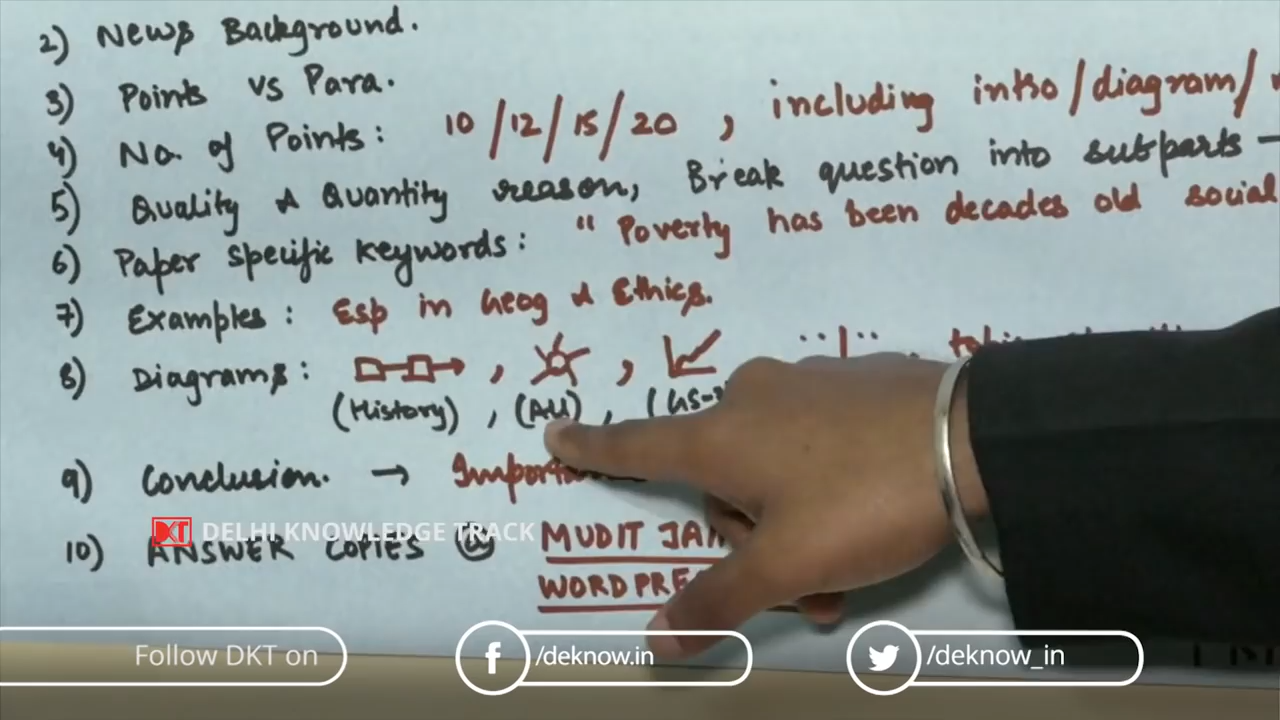 2) News Background.
3) Points vs Para.
4) No. of Points: 10/12/15/20, including intro/diagram/
5) Quality & Quantity reason, Break question into subparts –
6) Paper Specific Keywords: " Poverty has been decades old social
7) Examples: Esp in Geog & Ethics.
8) Diagrams:
(History), (All), (GS-
9) Conclusion. →
10) ANSWER COPIES @ MUDIT
DKT DELHI KNOWLEDGE TRACK
Follow DKT on
f /deknow.in
/deknow_in